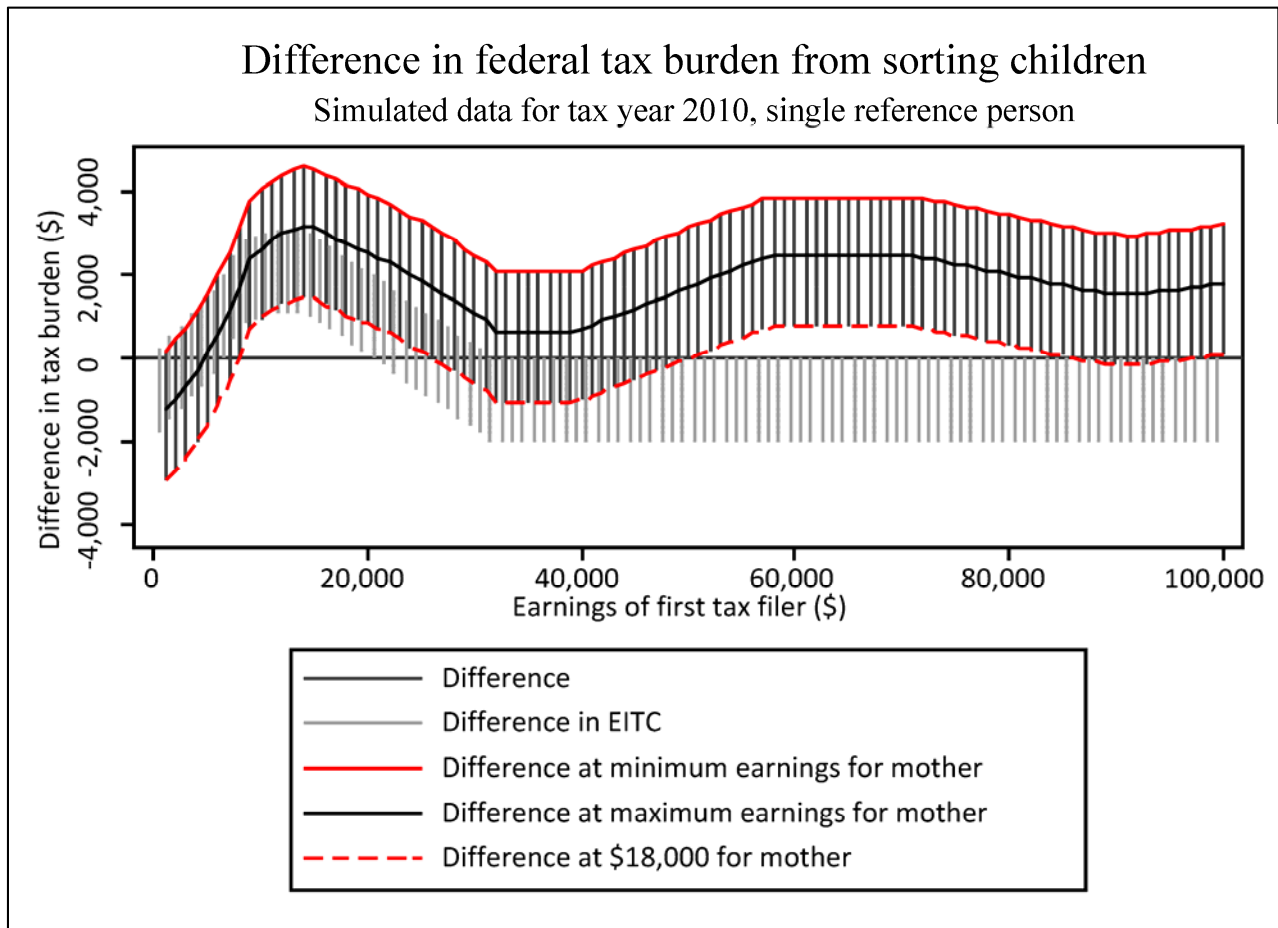 Difference in federal tax burden from sorting children
Simulated data for tax year 2010, single reference person
Difference in tax burden ($)
4,000
2,000
0
-2,000
-4,000
0
20,000
40,000
60,000
80,000
100,000
Earnings of first tax filer ($)
Difference
Difference in EITC
Difference at minimum earnings for mother
Difference at maximum earnings for mother
Difference at $18,000 for mother